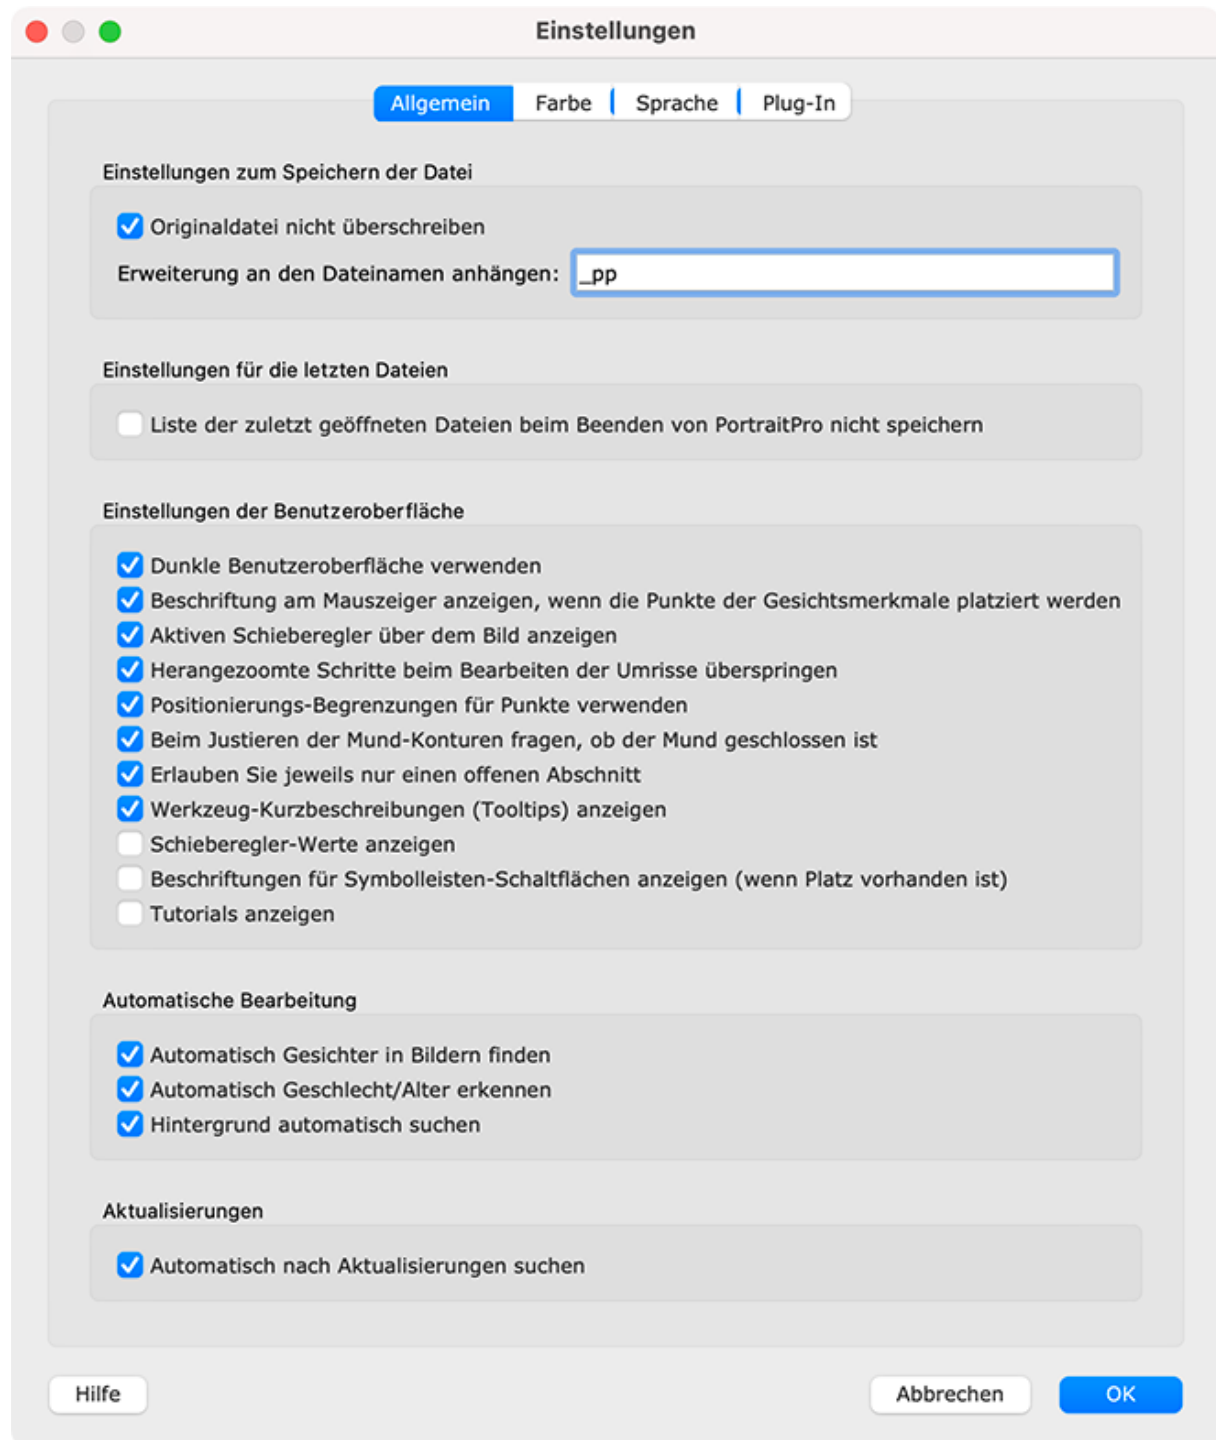 Einstellungen
Allgemein Farbe Sprache Plug-In
Einstellungen zum Speichern der Datei
Originaldatei nicht überschreiben
Erweiterung an den Dateinamen anhängen: _pp
Einstellungen für die letzten Dateien
Liste der zuletzt geöffneten Dateien beim Beenden von PortraitPro nicht speichern
Einstellungen der Benutzeroberfläche
Dunkle Benutzeroberfläche verwenden
Beschriftung am Mauszeiger anzeigen, wenn die Punkte der Gesichtsmerkmale platziert werden
Aktiven Schieberegler über dem Bild anzeigen
Herangezoomte Schritte beim Bearbeiten der Umrisse überspringen
Positionierungs-Begrenzungen für Punkte verwenden
Beim Justieren der Mund-Konturen fragen, ob der Mund geschlossen ist
Erlauben Sie jeweils nur einen offenen Abschnitt
Werkzeug-Kurzbeschreibungen (Tooltips) anzeigen
Schieberegler-Werte anzeigen
Beschriftungen für Symbolleisten-Schaltflächen anzeigen (wenn Platz vorhanden ist)
Tutorials anzeigen
Automatische Bearbeitung
Automatisch Gesichter in Bildern finden
Automatisch Geschlecht/Alter erkennen
Hintergrund automatisch suchen
Aktualisierungen
Automatisch nach Aktualisierungen suchen
Hilfe Abbrechen OK